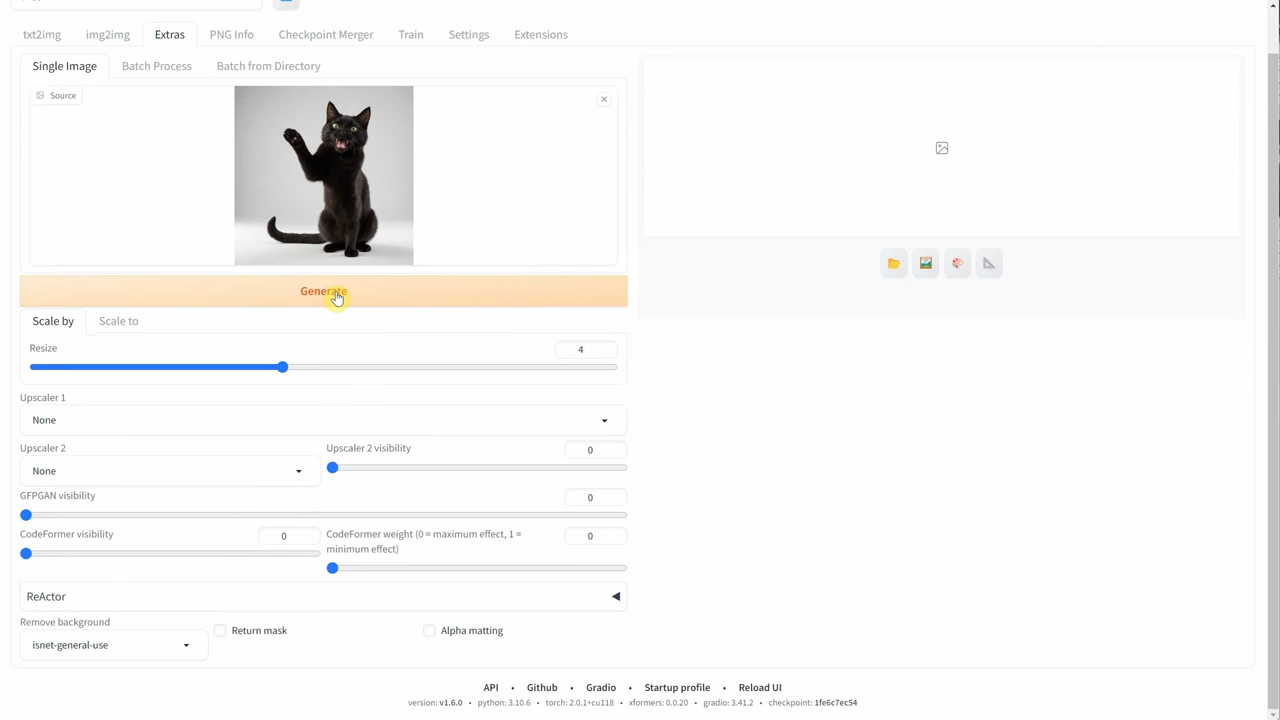 txt2img img2img Extras PNG Info Checkpoint Merger Train Settings Extensions
Single Image Batch Process Batch from Directory
Source
Generate
Scale by Scale to
Resize 4
Upscaler 1
None
Upscaler 2 Upscaler 2 visibility 0
None
GFPGAN visibility 0
CodeFormer visibility 0 CodeFormer weight (0 = maximum effect, 1 = 0
minimum effect)
ReActor
Remove background
Return mask Alpha matting
isnet-general-use
API • Github • Gradio • Startup profile • Reload UI
version: v1.6.0 • python: 3.10.6 • torch: 2.0.1+cu118 • xformers: 0.0.20 • gradio: 3.41.2 • checkpoint: 1fe6c7ec54